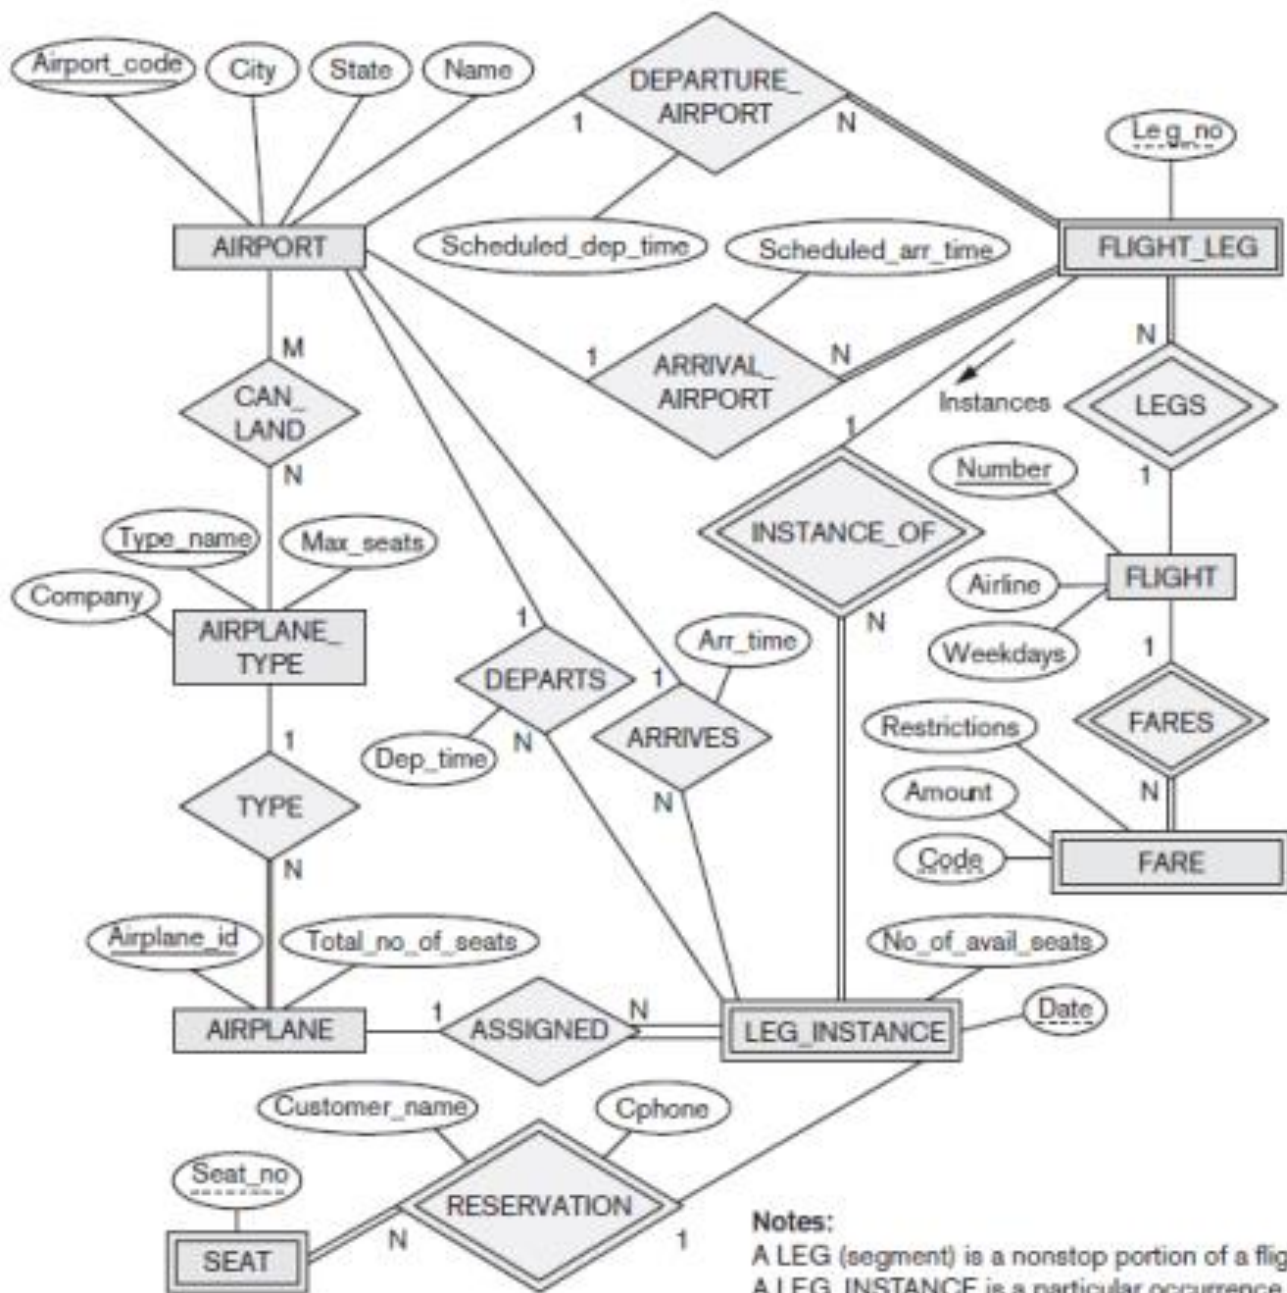 Airport_code
City
State
Name
DEPARTURE_
AIRPORT
1
N
Leg_no
AIRPORT
Scheduled_dep_time
Scheduled_arr_time
FLIGHT_LEG
M
1
ARRIVAL_
AIRPORT
N
Instances
N
LEGS
CAN_
LAND
N
1
Number
1
INSTANCE_OF
Type_name
Max_seats
Company
AIRPLANE_
TYPE
Airline
FLIGHT
Weekdays
N
1
DEPARTS
N
Dep_time
1
Arr_time
ARRIVES
N
1
FARES
N
Restrictions
Amount
Code
FARE
1
TYPE
N
Airplane_id
Total_no_of_seats
No_of_avail_seats
Date
AIRPLANE
1
ASSIGNED
N
LEG_INSTANCE
Customer_name
Cphone
Seat_no
RESERVATION
SEAT
N
1
Notes:
A LEG (segment) is a nonstop portion of a flig
A LEG_INSTANCE is a particular occurrence